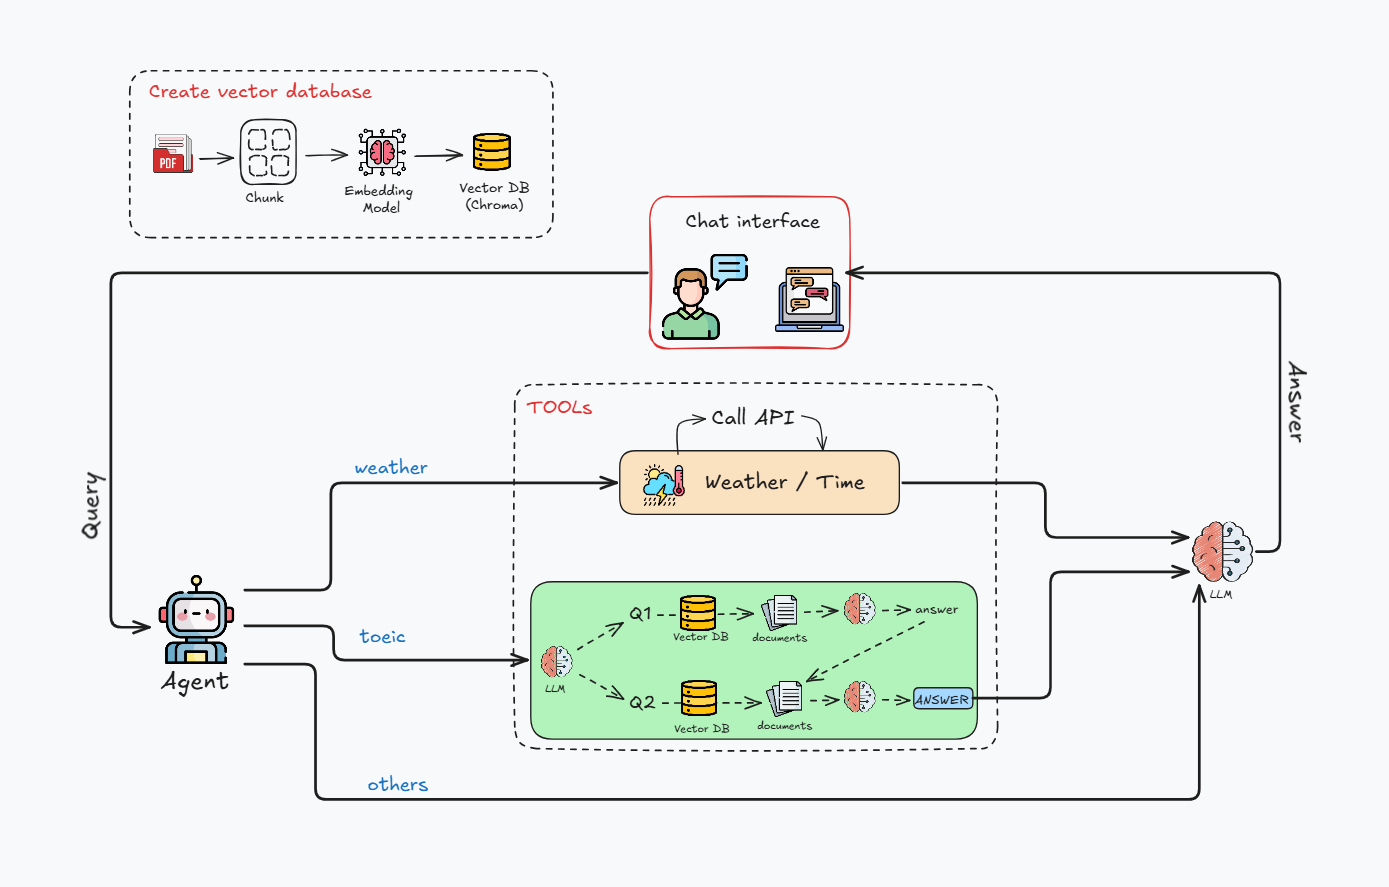 Create vector database
PDF
Chunk
Embedding
Model
Vector DB
(Chroma)
Chat interface
Query
Answer
TOOLs
Call API
weather
Weather / Time
Agent
toeic
LLM
Q1
Vector DB
documents
answer
Q2
Vector DB
documents
ANSWER
LLM
others